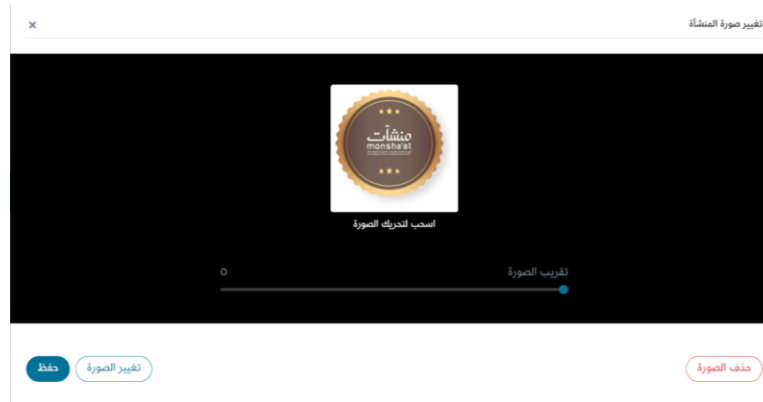 تغيير صورة المنشأة
×
منشآت
monsha'at
اسحب لتحريك الصورة
تقريب الصورة 0
حذف الصورة تغيير الصورة حفظ